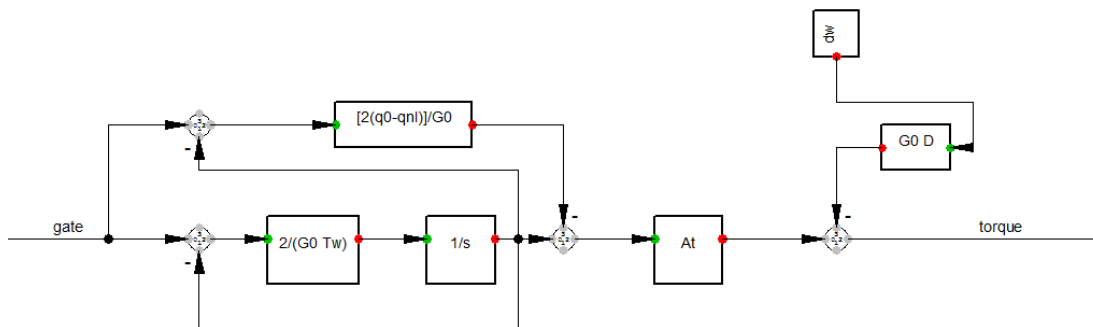 dw
[2(q0-qnl)]/G0
G0 D
-
-
-
gate
2/(G0 Tw)
1/s
At
torque
-